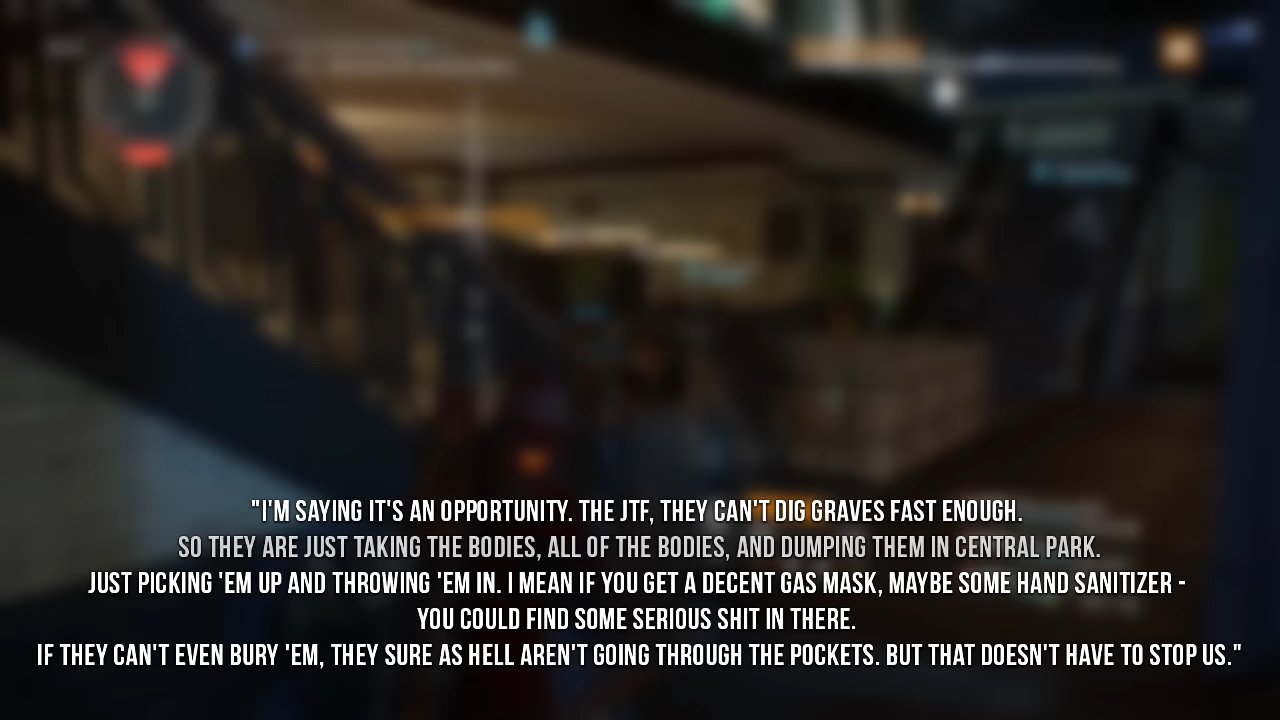 "I'M SAYING IT'S AN OPPORTUNITY. THE JTF, THEY CAN'T DIG GRAVES FAST ENOUGH.
SO THEY ARE JUST TAKING THE BODIES, ALL OF THE BODIES, AND DUMPING THEM IN CENTRAL PARK.
JUST PICKING 'EM UP AND THROWING 'EM IN. I MEAN IF YOU GET A DECENT GAS MASK, MAYBE SOME HAND SANITIZER -
YOU COULD FIND SOME SERIOUS SHIT IN THERE.
IF THEY CAN'T EVEN BURY 'EM, THEY SURE AS HELL AREN'T GOING THROUGH THE POCKETS. BUT THAT DOESN'T HAVE TO STOP US."